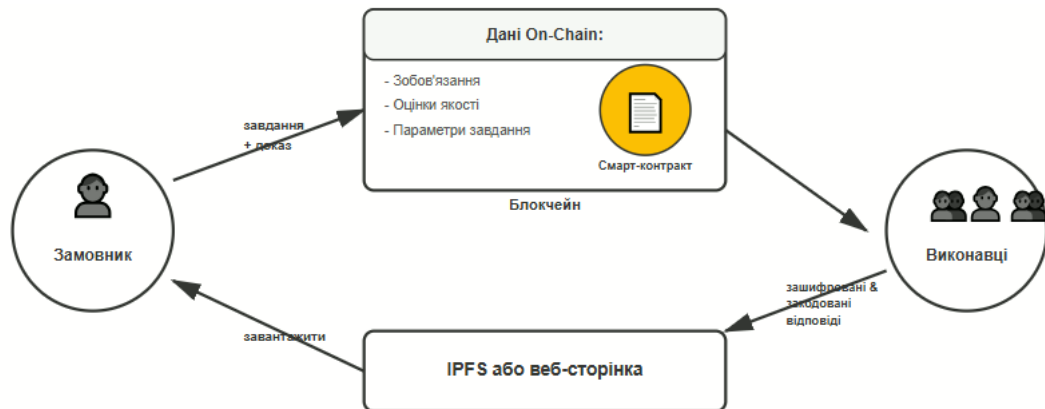 Дані On-Chain:
- Зобов'язання
- Оцінки якості
- Параметри завдання
Смарт-контракт
Блокчейн
завдання
+ доказ
Замовник
Виконавці
зашифровані &
закодовані
відповіді
завантажити
IPFS або веб-сторінка